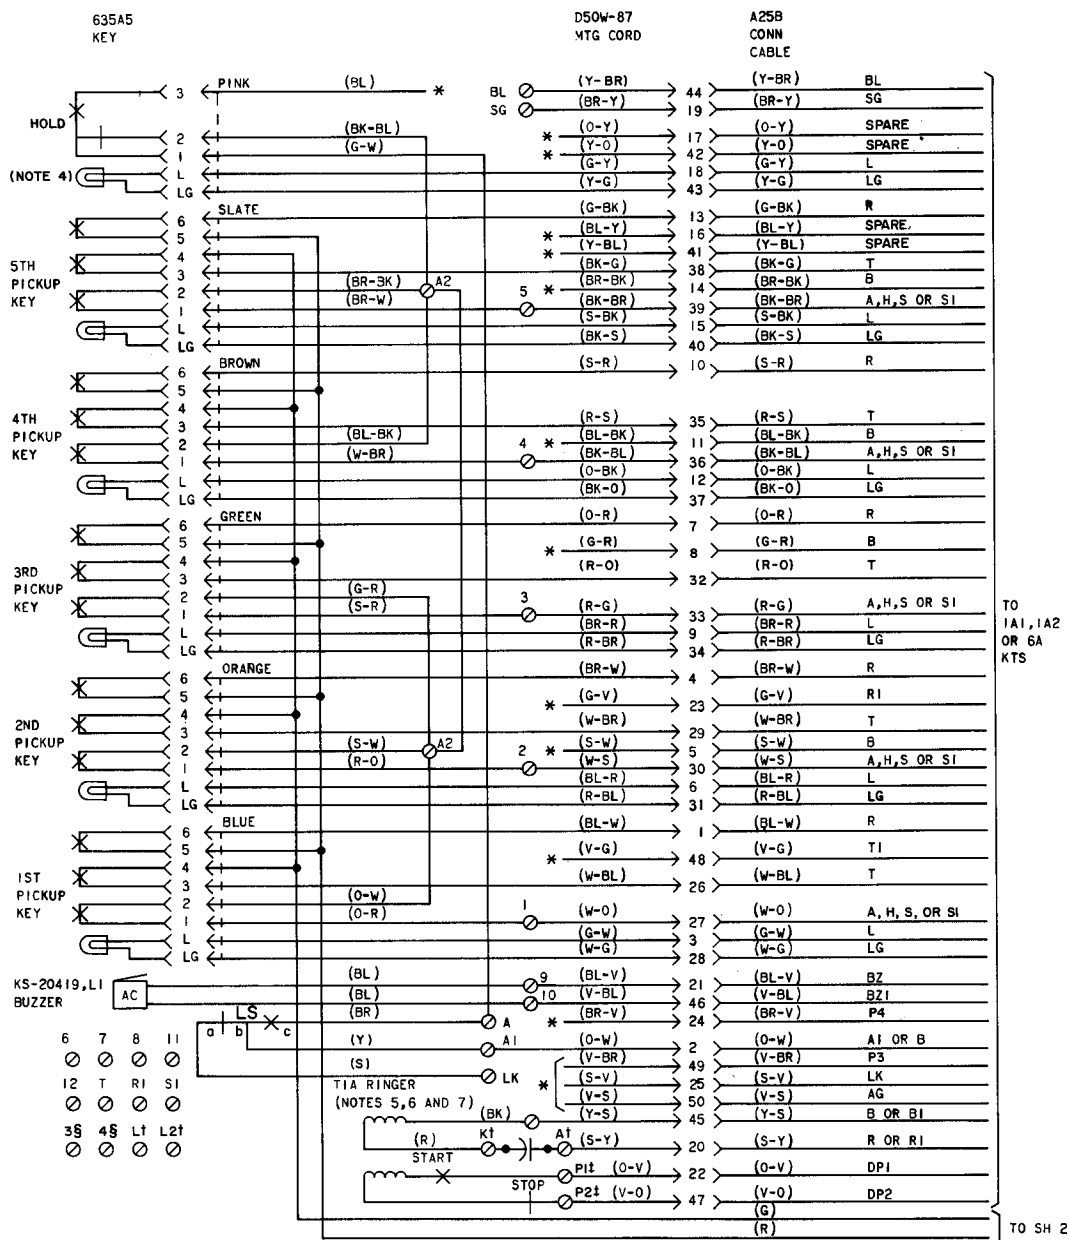 635A5 D50W-87 A25B
KEY MTG CORD CONN
CABLE
3 PINK (BL) * BL (Y-BR) 44 (Y-BR) BL
SG (BR-Y) 19 (BR-Y) SG
HOLD
2 (BK-BL) * (O-Y) 17 (O-Y) SPARE
1 (G-W) * (Y-O) 42 (Y-O) SPARE
(NOTE 4) L (G-Y) 18 (G-Y) L
LG (Y-G) 43 (Y-G) LG
6 SLATE (G-BK) 13 (G-BK) R
5 * (BL-Y) 16 (BL-Y) SPARE
4 * (Y-BL) 41 (Y-BL) SPARE
5TH
PICKUP
KEY
3 (BK-G) 38 (BK-G) T
2 (BR-BK) A2 * (BR-BK) 14 (BR-BK) B
1 (BR-W) 5 (BK-BR) 39 (BK-BR) A,H,S OR S1
L (S-BK) 15 (S-BK) L
LG (BK-S) 40 (BK-S) LG
6 BROWN (S-R) 10 (S-R) R
5
4
4TH
PICKUP
KEY
3 (R-S) 35 (R-S) T
2 (BL-BK) * (BL-BK) 11 (BL-BK) B
1 (W-BR) 4 (BK-BL) 36 (BK-BL) A,H,S OR S1
L (O-BK) 12 (O-BK) L
LG (BK-O) 37 (BK-O) LG
6 GREEN (O-R) 7 (O-R) R
5 * (G-R) 8 (G-R) B
4
3RD
PICKUP
KEY
3 (R-O) 32 (R-O) T
2 (G-R)
1 (S-R) 3 (R-G) 33 (R-G) A,H,S OR S1
L (BR-R) 9 (BR-R) L
LG (R-BR) 34 (R-BR) LG
TO
1A1,1A2
OR 6A
KTS
6 ORANGE (BR-W) 4 (BR-W) R
5 * (G-V) 23 (G-V) R1
4
2ND
PICKUP
KEY
3 (W-BR) 29 (W-BR) T
2 (S-W) A2 * (S-W) 5 (S-W) B
1 (R-O) 2 (W-S) 30 (W-S) A,H,S OR S1
L (BL-R) 6 (BL-R) L
LG (R-BL) 31 (R-BL) LG
6 BLUE (BL-W) 1 (BL-W) R
5 * (V-G) 48 (V-G) T1
4
1ST
PICKUP
KEY
3 (W-BL) 26 (W-BL) T
2 (O-W)
1 (O-R) 1 (W-O) 27 (W-O) A, H, S, OR S1
L (G-W) 3 (G-W) L
LG (W-G) 28 (W-G) LG
KS-20419,L1
BUZZER
AC (BL) 9 (BL-V) 21 (BL-V) BZ
(BL) 10 (V-BL) 46 (V-BL) BZ1
LS a b c (BR) A * (BR-V) 24 (BR-V) P4
(Y) A1 (O-W) 2 (O-W) A1 OR B
(V-BR) 49 (V-BR) P3
(S) LK * (S-V) 25 (S-V) LK
(V-S) 50 (V-S) AG
6 7 8 11
12 T R1 S1
3§ 4§ L† L2†
T1A RINGER
(NOTES 5,6 AND 7)
(BK) (Y-S) 45 (Y-S) B OR B1
(R) K† A† (S-Y) 20 (S-Y) R OR R1
START P1‡ (O-V) 22 (O-V) DP1
STOP P2‡ (V-O) 47 (V-O) DP2
(G)
(R)
TO SH 2